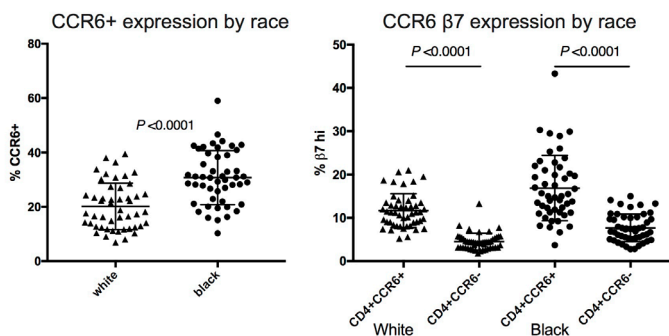 CCR6+ expression by race
% CCR6+
80
60
40
20
0
P<0.0001
white
black
CCR6 β7 expression by race
% β7 hi
50
40
30
20
10
0
P<0.0001
P<0.0001
CD4+CCR6+
CD4+CCR6-
CD4+CCR6+
CD4+CCR6-
White
Black